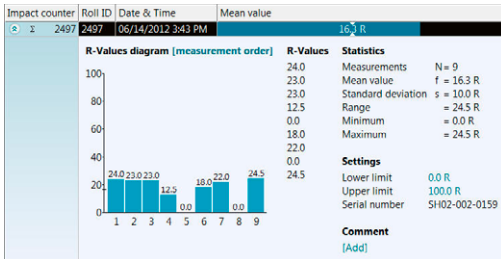 Impact counter Roll ID Date & Time Mean value
Σ 2497 2497 06/14/2012 3:43 PM 16.3 R
R-Values diagram [measurement order]
100
80
60
40
20
0
24.0 23.0 23.0 12.5 0.0 18.0 22.0 0.0 24.5
1 2 3 4 5 6 7 8 9
R-Values
24.0
23.0
23.0
12.5
0.0
18.0
22.0
0.0
24.5
Statistics
Measurements N = 9
Mean value f = 16.3 R
Standard deviation s = 10.0 R
Range = 24.5 R
Minimum = 0.0 R
Maximum = 24.5 R
Settings
Lower limit 0.0 R
Upper limit 100.0 R
Serial number SH02-002-0159
Comment
[Add]